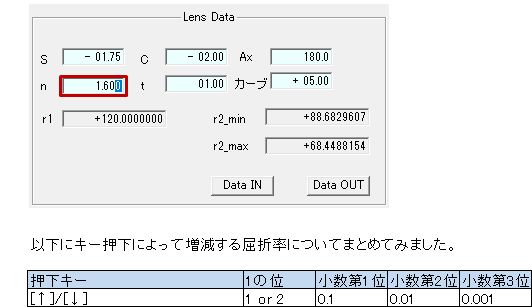 Lens Data
S - 01.75 C - 02.00 Ax 180.0
n 1.600 t 01.00 カーブ + 05.00
r1 +120.0000000 r2_min +88.6829607
r2_max +68.4488154
Data IN Data OUT
以下にキー押下によって増減する屈折率についてまとめてみました。
押下キー 1の位 小数第1位 小数第2位 小数第3位
[↑]/[↓] 1 or 2 0.1 0.01 0.001